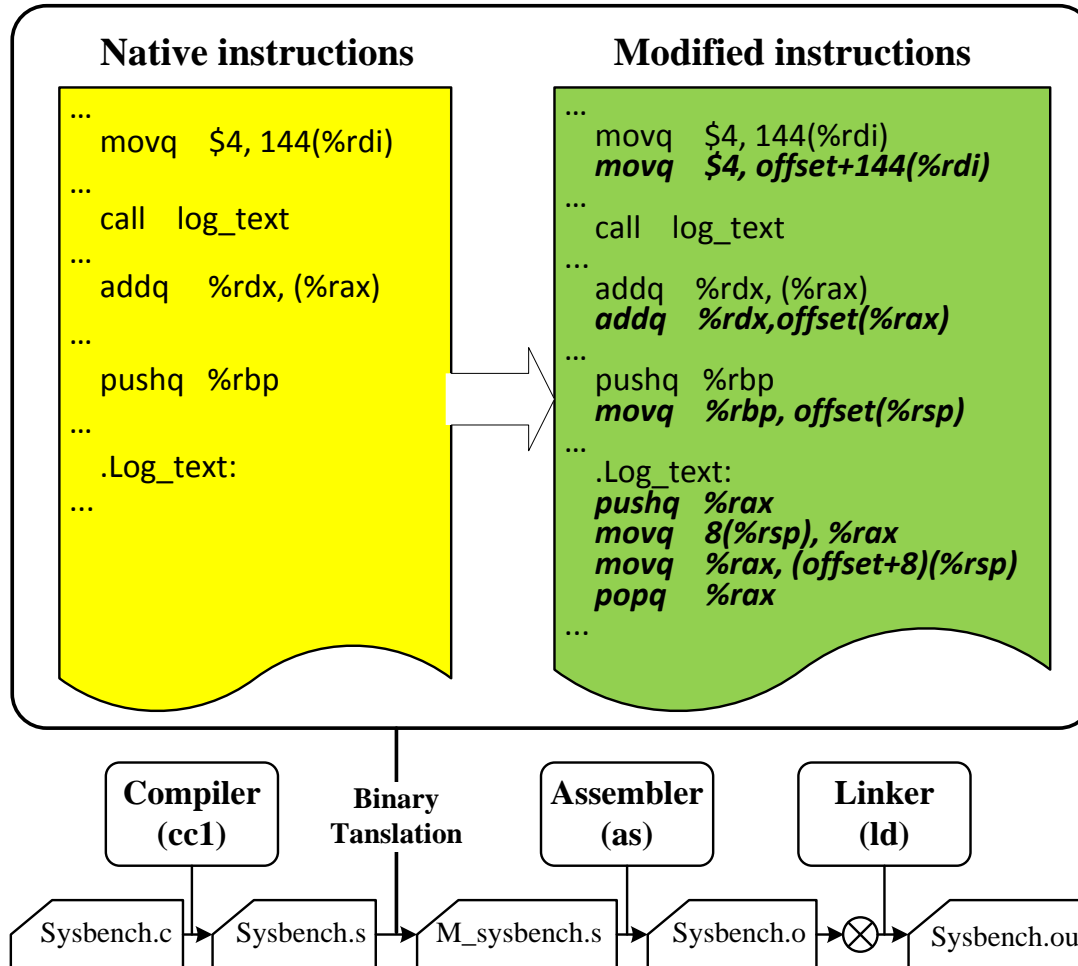 Native instructions
...
movq $4, 144(%rdi)
...
call log_text
...
addq %rdx, (%rax)
...
pushq %rbp
...
.Log_text:
...
Modified instructions
...
movq $4, 144(%rdi)
movq $4, offset+144(%rdi)
...
call log_text
...
addq %rdx, (%rax)
addq %rdx,offset(%rax)
...
pushq %rbp
movq %rbp, offset(%rsp)
...
.Log_text:
pushq %rax
movq 8(%rsp), %rax
movq %rax, (offset+8)(%rsp)
popq %rax
...
Compiler
(cc1)
Binary
Translation
Assembler
(as)
Linker
(ld)
Sysbench.c
Sysbench.s
M_sysbench.s
Sysbench.o
Sysbench.ou